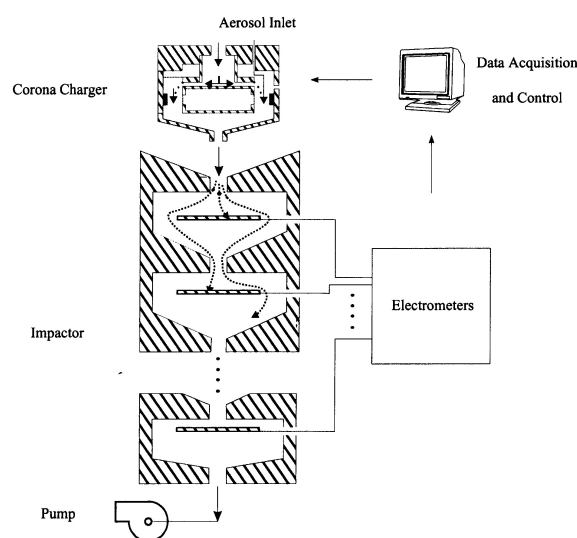 Aerosol Inlet
Corona Charger
Data Acquisition
and Control
Electrometers
Impactor
Pump